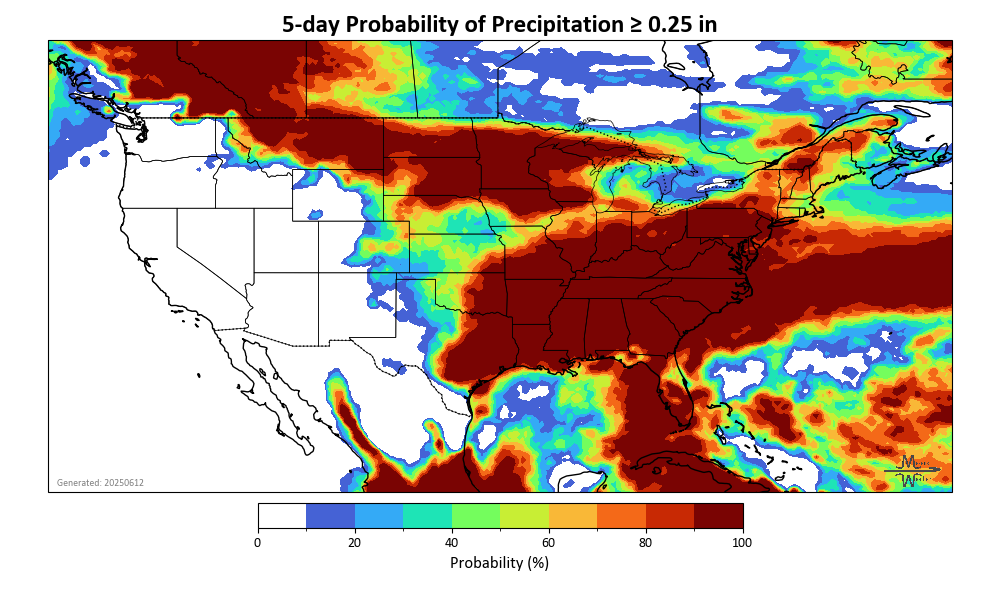 5-day Probability of Precipitation ≥ 0.25 in
Generated: 20250612
0 20 40 60 80 100
Probability (%)